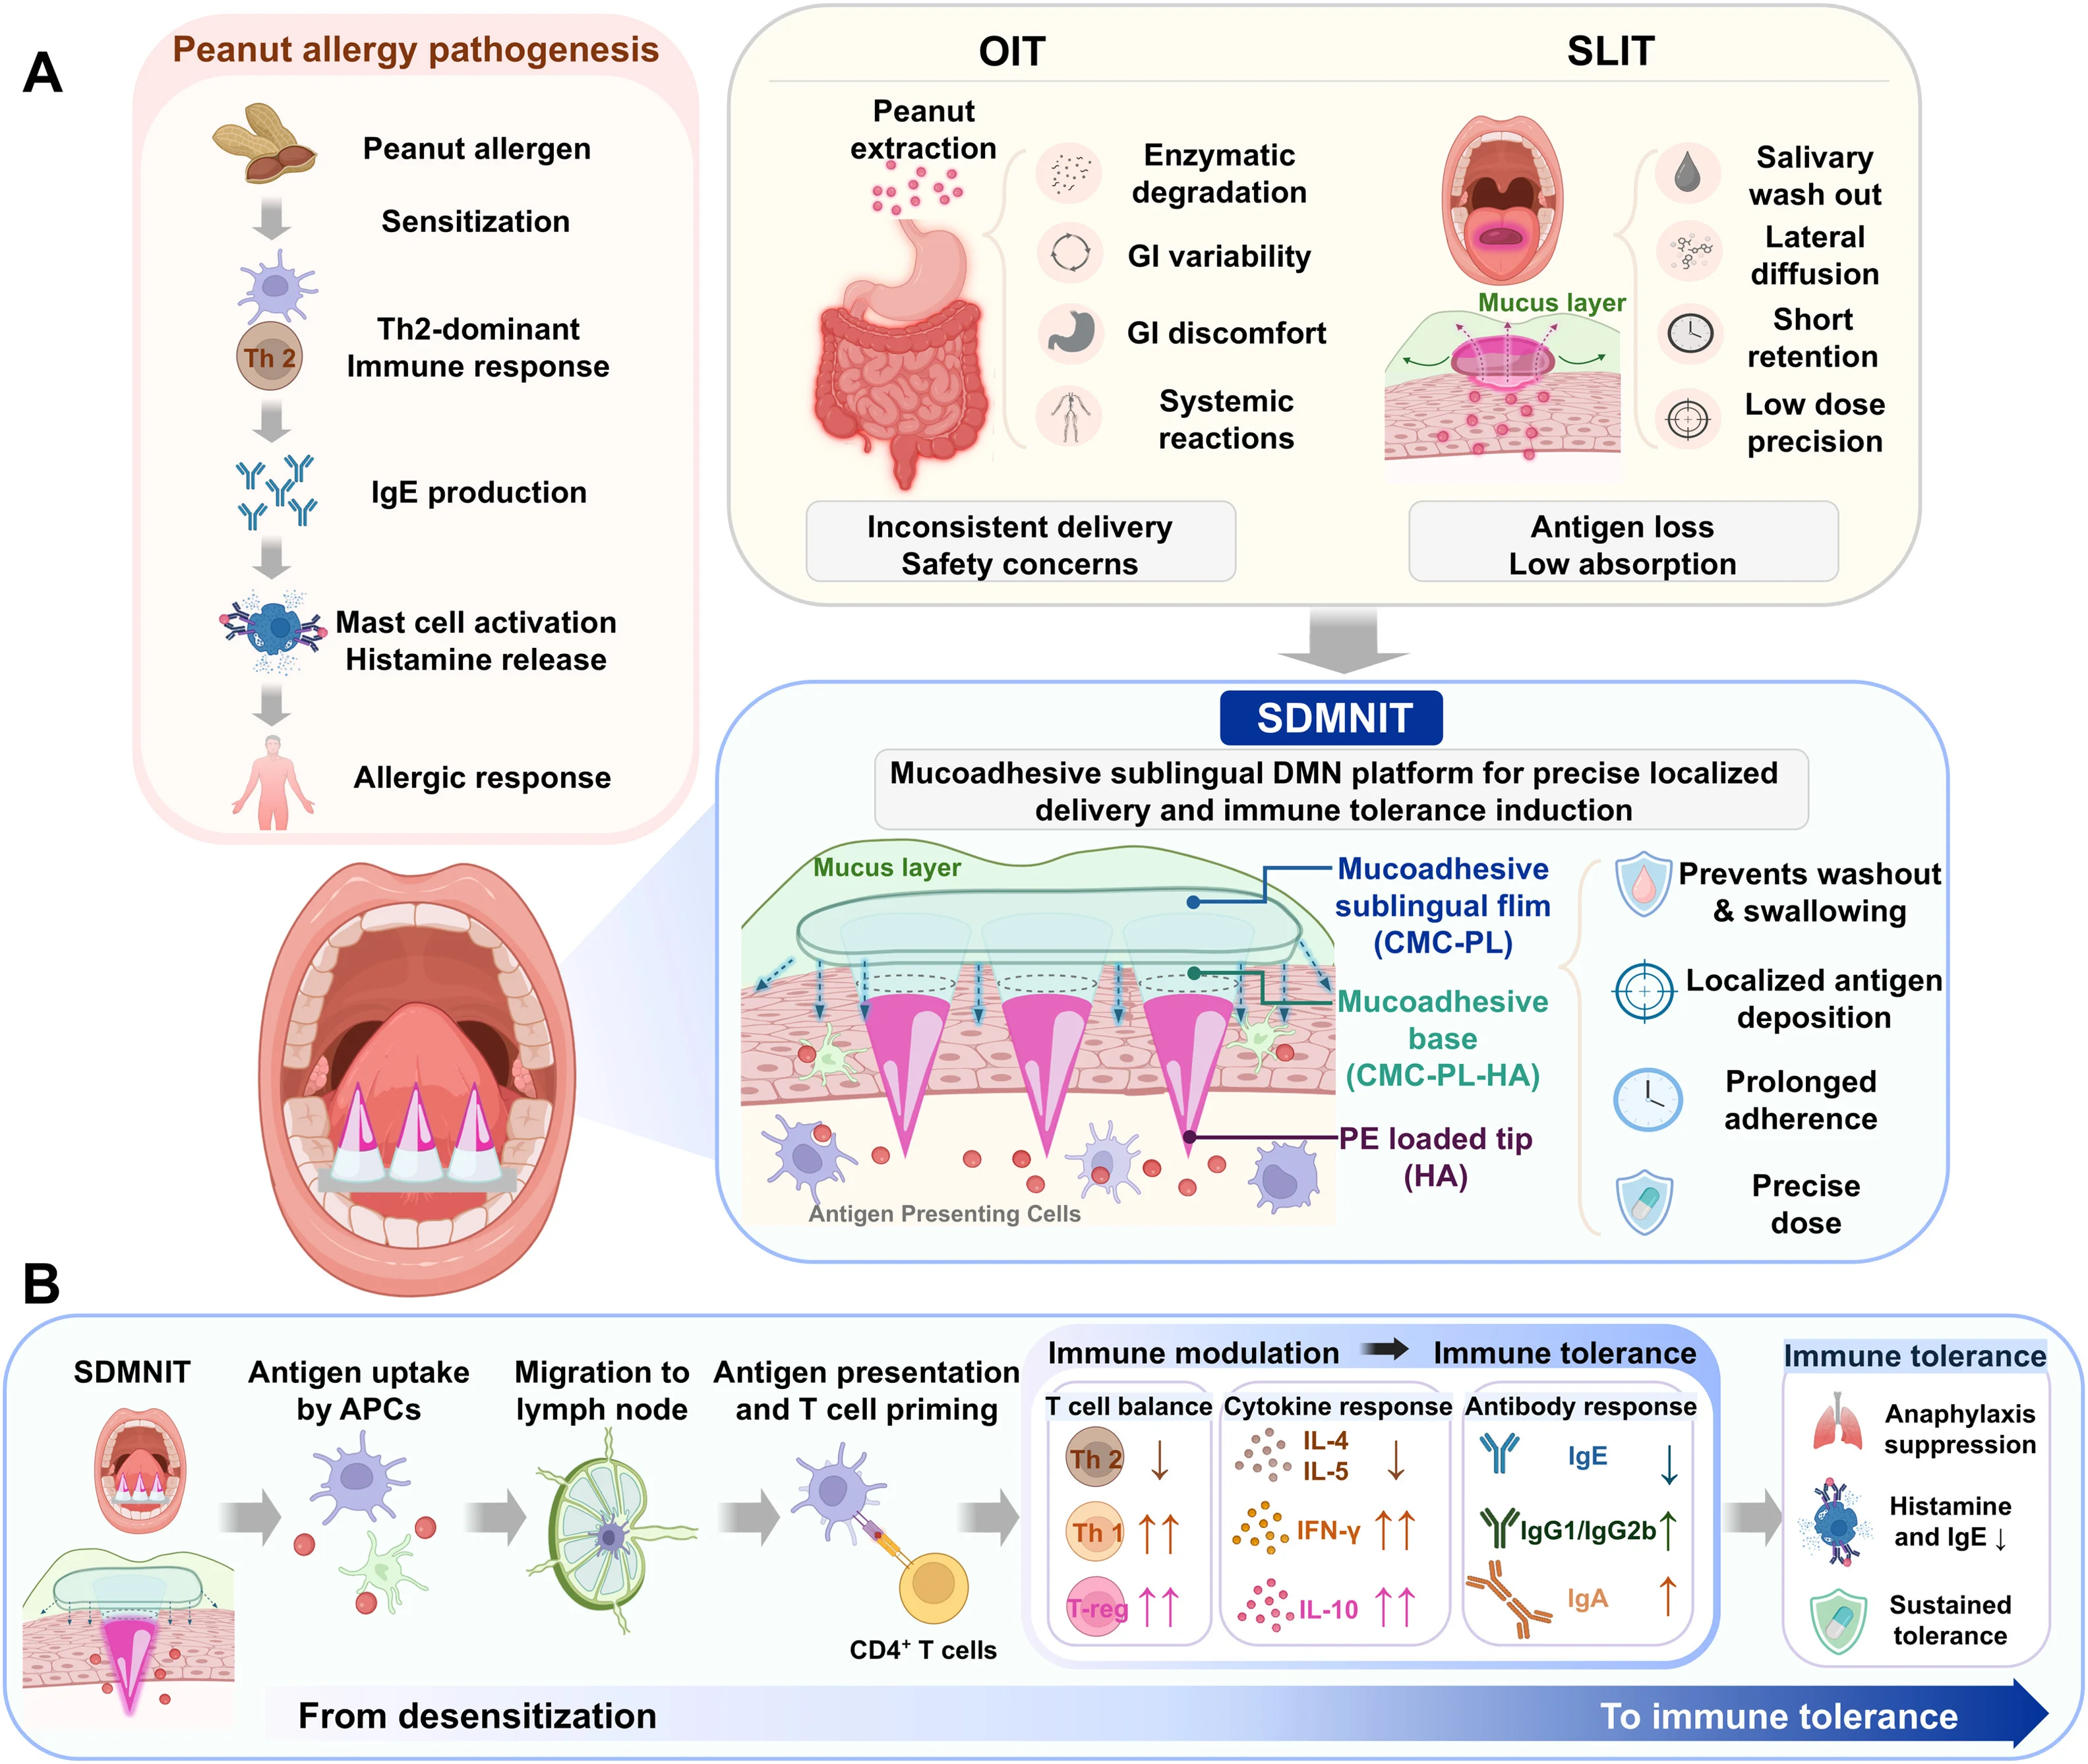 A
Peanut allergy pathogenesis
Peanut allergen
Sensitization
Th2-dominant
Immune response
Th 2
IgE production
Mast cell activation
Histamine release
Allergic response
OIT
Peanut
extraction
Enzymatic
degradation
GI variability
GI discomfort
Systemic
reactions
Inconsistent delivery
Safety concerns
SLIT
Mucus layer
Salivary
wash out
Lateral
diffusion
Short
retention
Low dose
precision
Antigen loss
Low absorption
SDMNIT
Mucoadhesive sublingual DMN platform for precise localized
delivery and immune tolerance induction
Mucus layer
Mucoadhesive
sublingual flim
(CMC-PL)
Mucoadhesive
base
(CMC-PL-HA)
PE loaded tip
(HA)
Antigen Presenting Cells
Prevents washout
& swallowing
Localized antigen
deposition
Prolonged
adherence
Precise
dose
B
SDMNIT
Antigen uptake
by APCs
Migration to
lymph node
Antigen presentation
and T cell priming
CD4⁺ T cells
Immune modulation → Immune tolerance
T cell balance
Th 2 ↓
Th 1 ↑↑
T-reg ↑↑
Cytokine response
IL-4
IL-5 ↓
IFN-γ ↑↑
IL-10 ↑↑
Antibody response
IgE ↓
IgG1/IgG2b ↑
IgA ↑
Immune tolerance
Anaphylaxis
suppression
Histamine
and IgE ↓
Sustained
tolerance
From desensitization
To immune tolerance